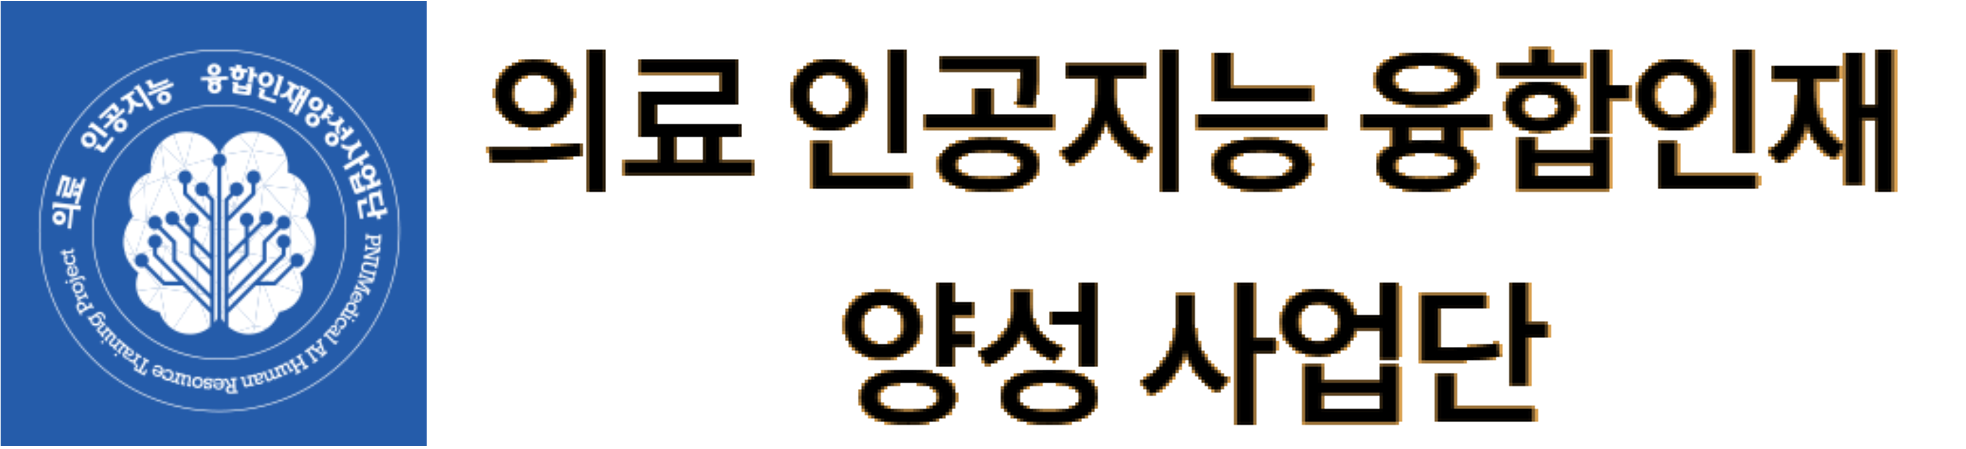 의료 인공지능 융합인재양성사업단
PNUMedical AI Human Resource Training Project
의료 인공지능 융합인재
양성 사업단